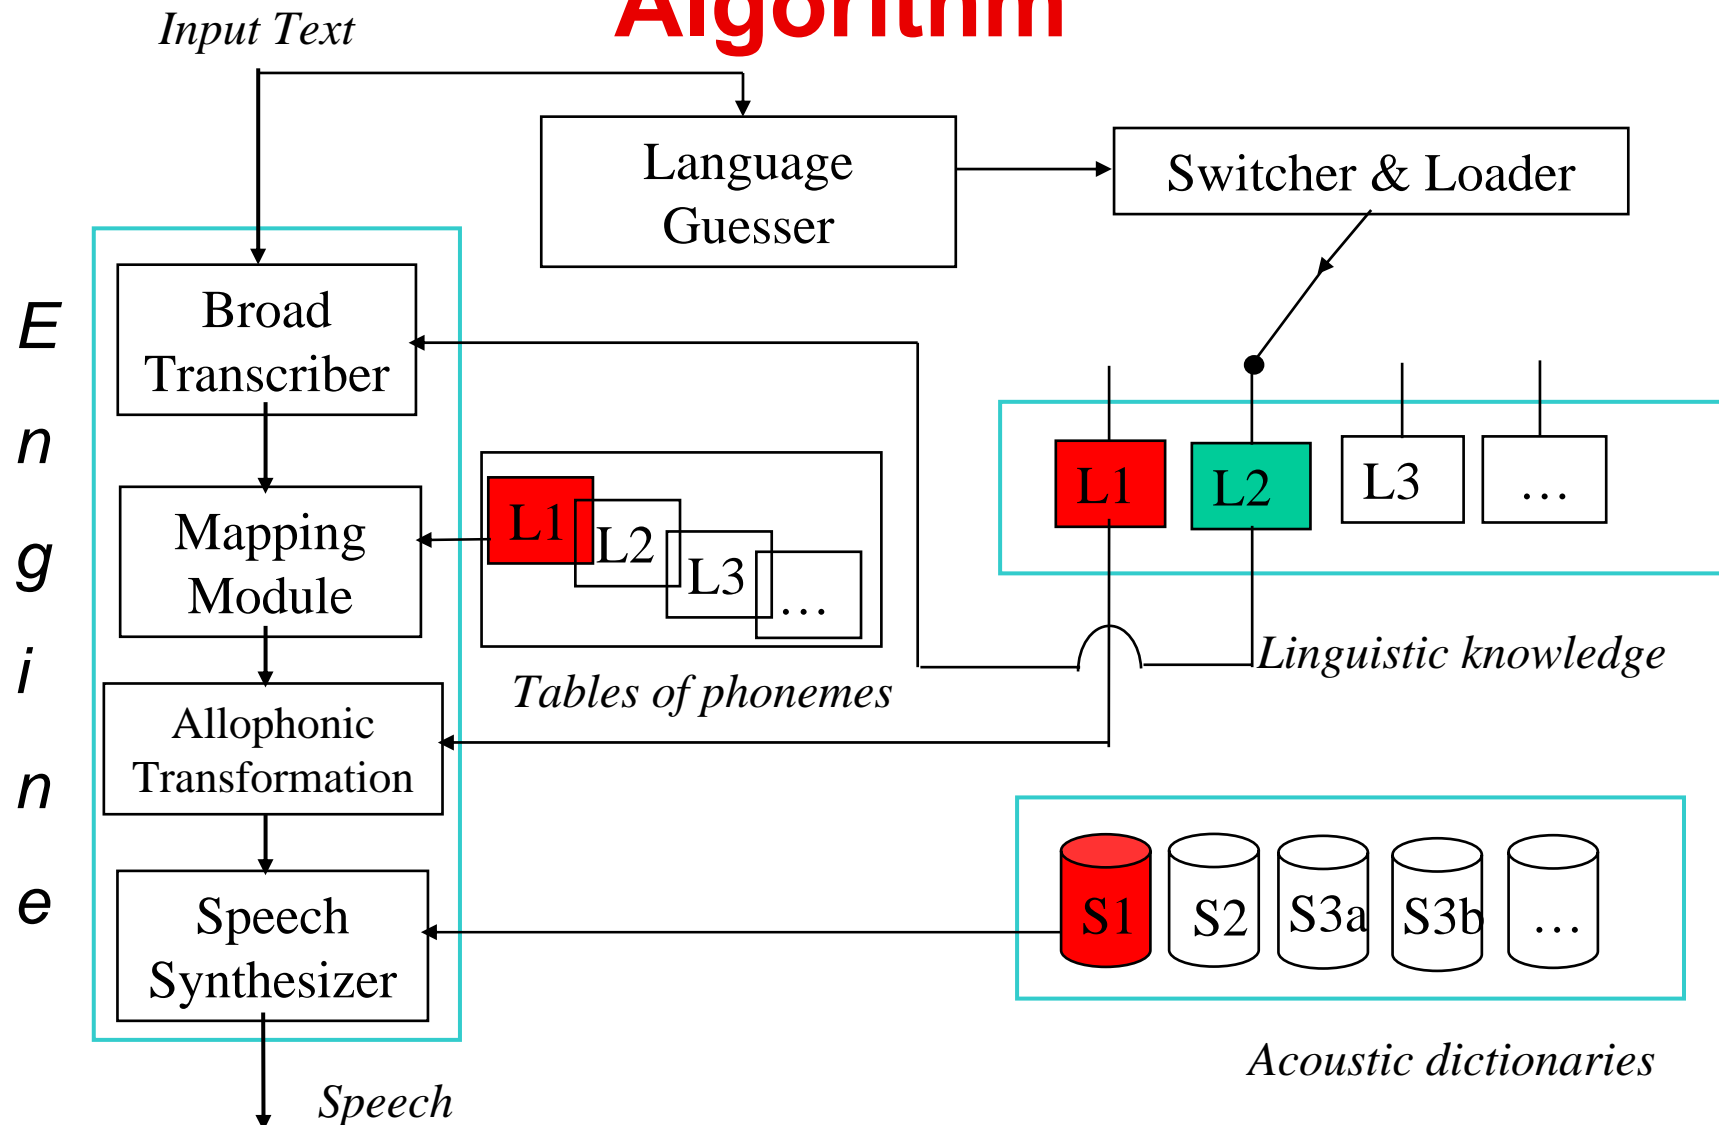 Algorithm
Input Text
Language
Guesser
Switcher & Loader
E
n
g
i
n
e
Broad
Transcriber
Mapping
Module
Allophonic
Transformation
Speech
Synthesizer
Speech
L1
L2
L3
…
Tables of phonemes
L1
L2
L3
…
Linguistic knowledge
S1
S2
S3a
S3b
…
Acoustic dictionaries